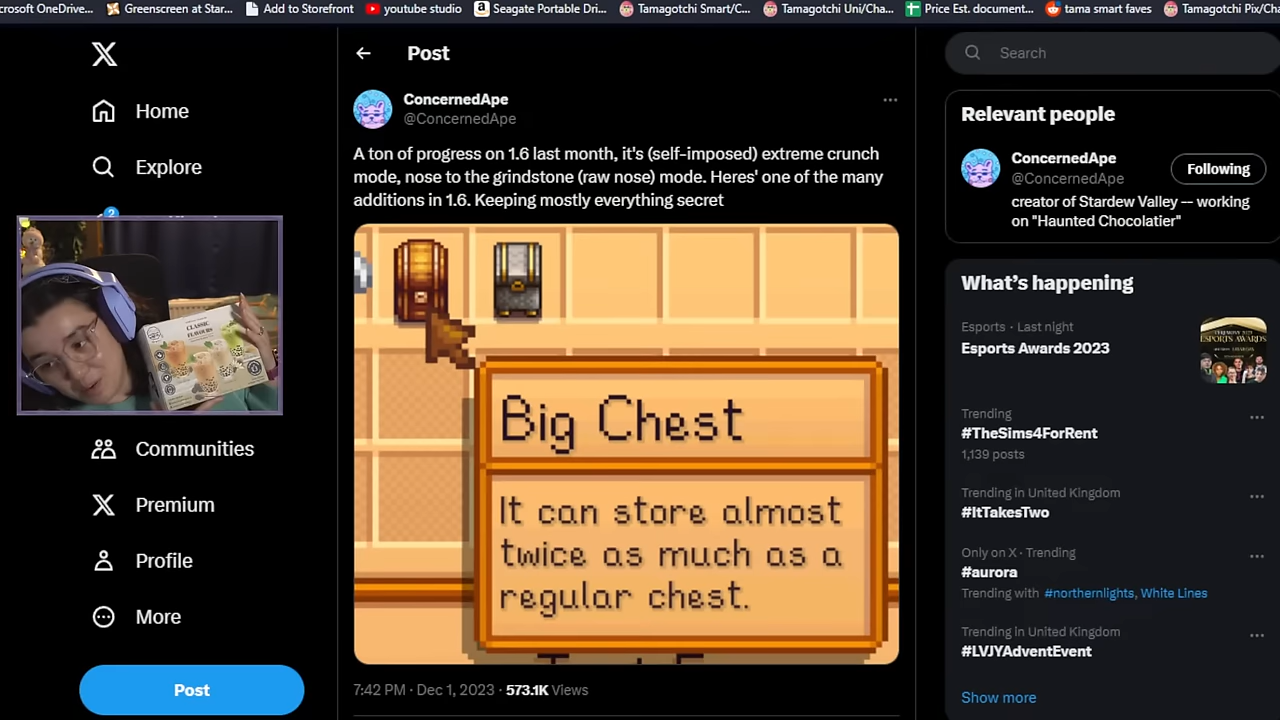 crosoft OneDrive...
Greenscreen at Star...
Add to Storefront
youtube studio
Seagate Portable Dri...
Tamagotchi Smart/C...
Tamagotchi Uni/Cha...
Price Est. document...
tama smart faves
Tamagotchi Pix/Cha
Home
Explore
2
Communities
Premium
Profile
More
Post
CLASSIC
FLAVOURS
Post
ConcernedApe
@ConcernedApe
A ton of progress on 1.6 last month, it's (self-imposed) extreme crunch
mode, nose to the grindstone (raw nose) mode. Heres' one of the many
additions in 1.6. Keeping mostly everything secret
Big Chest
It can store almost
twice as much as a
regular chest.
7:42 PM · Dec 1, 2023 · 573.1K Views
Search
Relevant people
ConcernedApe
@ConcernedApe
Following
creator of Stardew Valley -- working
on "Haunted Chocolatier"
What's happening
Esports · Last night
Esports Awards 2023
ESPORTS AWARDS
Trending
#TheSims4ForRent
1,139 posts
Trending in United Kingdom
#ItTakesTwo
Only on X · Trending
#aurora
Trending with #northernlights, White Lines
Trending in United Kingdom
#LVJYAdventEvent
Show more